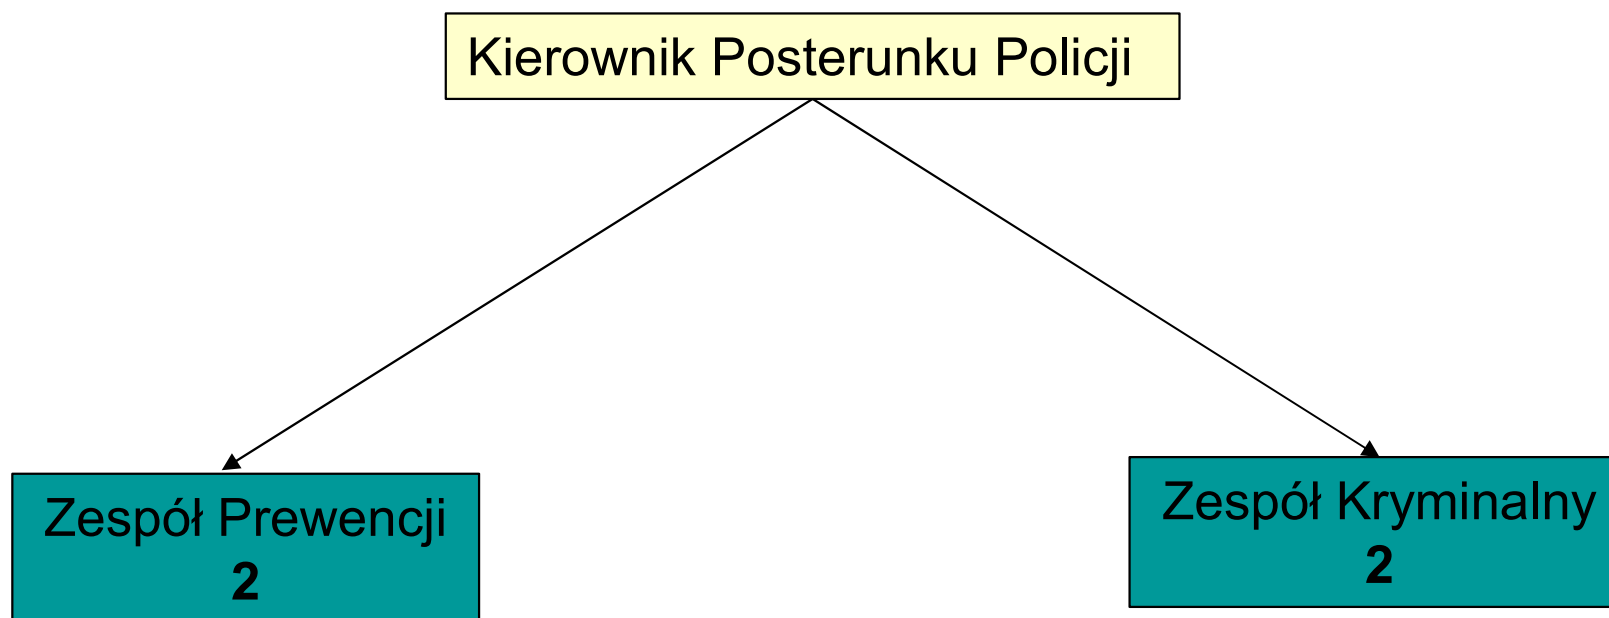 Kierownik Posterunku Policji
Zespół Prewencji
2
Zespół Kryminalny
2